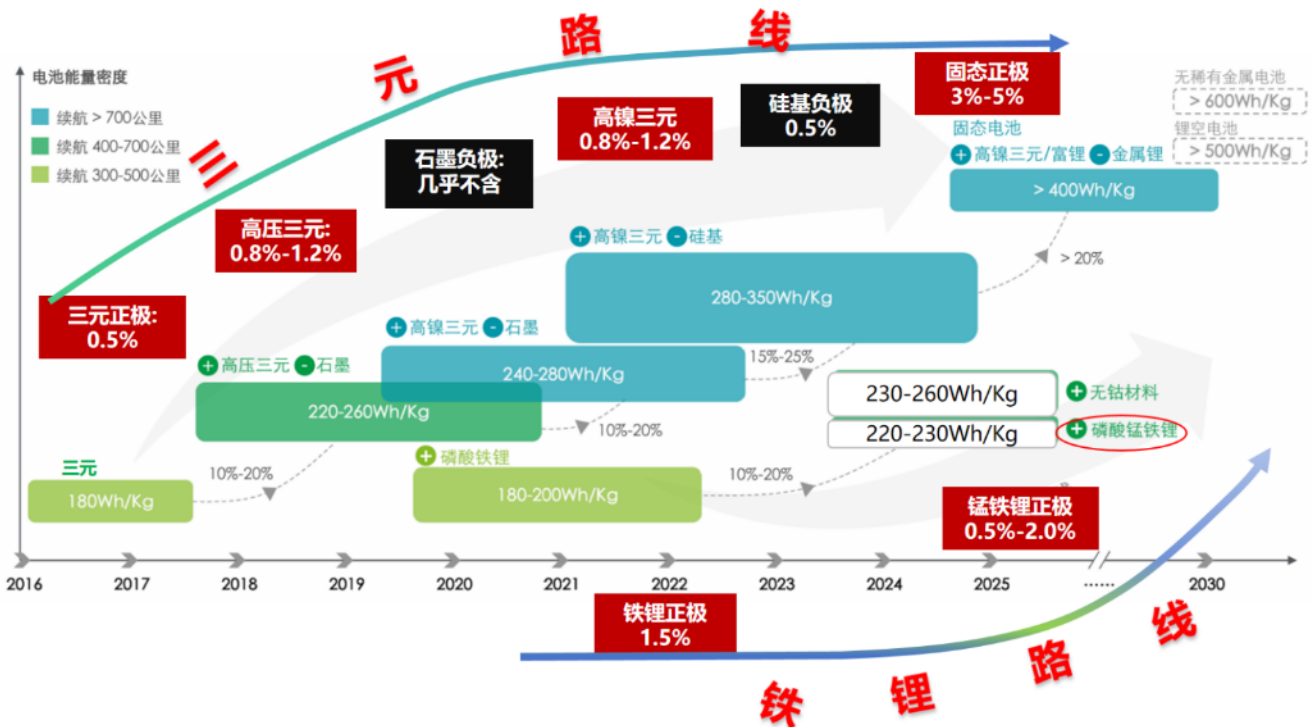 三元路线
电池能量密度
续航 > 700公里
续航 400-700公里
续航 300-500公里
三元正极:
0.5%
高压三元:
0.8%-1.2%
石墨负极:
几乎不含
高镍三元
0.8%-1.2%
硅基负极
0.5%
固态正极
3%-5%
无稀有金属电池
> 600Wh/Kg
锂空电池
> 500Wh/Kg
固态电池
+ 高镍三元/富锂 - 金属锂
> 400Wh/Kg
> 20%
+ 高镍三元 - 硅基
280-350Wh/Kg
+ 高镍三元 - 石墨
240-280Wh/Kg
15%-25%
+ 高压三元 - 石墨
220-260Wh/Kg
10%-20%
230-260Wh/Kg
+ 无钴材料
220-230Wh/Kg
+ 磷酸锰铁锂
三元
180Wh/Kg
10%-20%
+ 磷酸铁锂
180-200Wh/Kg
10%-20%
锰铁锂正极
0.5%-2.0%
2016
2017
2018
2019
2020
2021
2022
2023
2024
2025
......
2030
铁锂正极
1.5%
铁锂路线